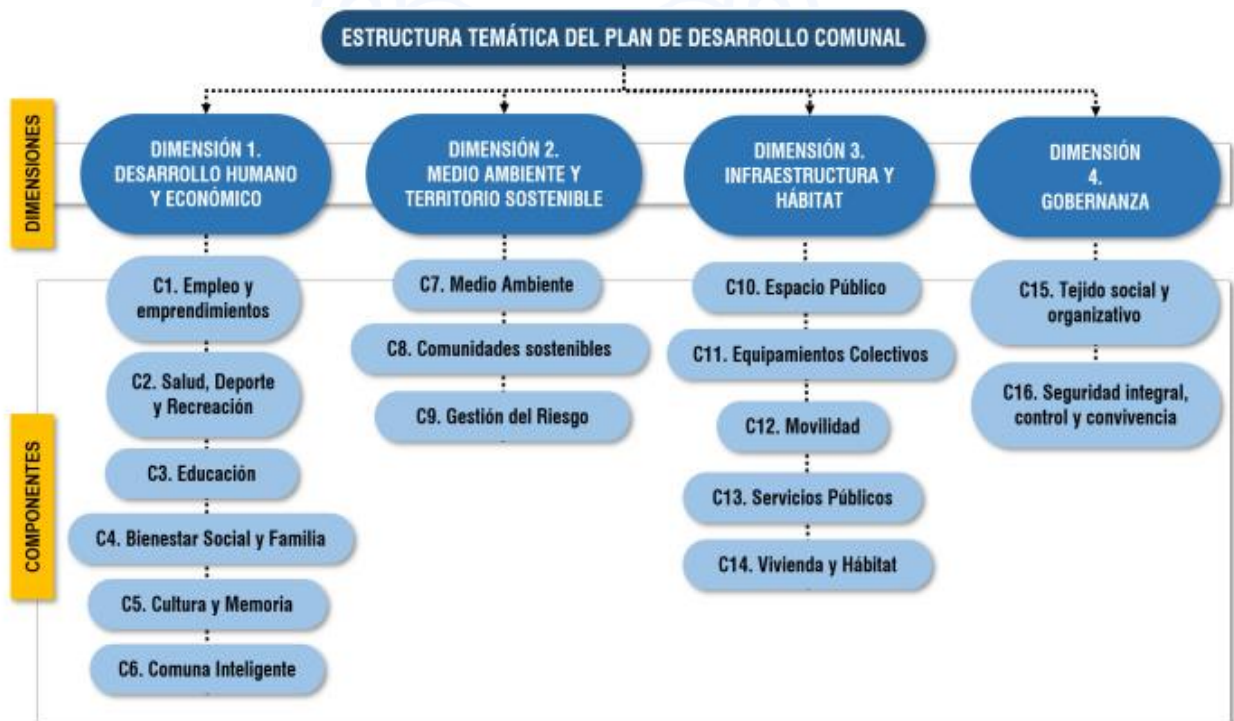 ESTRUCTURA TEMÁTICA DEL PLAN DE DESARROLLO COMUNAL
DIMENSIONES
DIMENSIÓN 1.
DESARROLLO HUMANO
Y ECONÓMICO
DIMENSIÓN 2.
MEDIO AMBIENTE Y
TERRITORIO SOSTENIBLE
DIMENSIÓN 3.
INFRAESTRUCTURA Y
HÁBITAT
DIMENSIÓN
4.
GOBERNANZA
COMPONENTES
C1. Empleo y
emprendimientos
C2. Salud, Deporte
y Recreación
C3. Educación
C4. Bienestar Social y Familia
C5. Cultura y Memoria
C6. Comuna Inteligente
C7. Medio Ambiente
C8. Comunidades sostenibles
C9. Gestión del Riesgo
C10. Espacio Público
C11. Equipamientos Colectivos
C12. Movilidad
C13. Servicios Públicos
C14. Vivienda y Hábitat
C15. Tejido social y
organizativo
C16. Seguridad integral,
control y convivencia